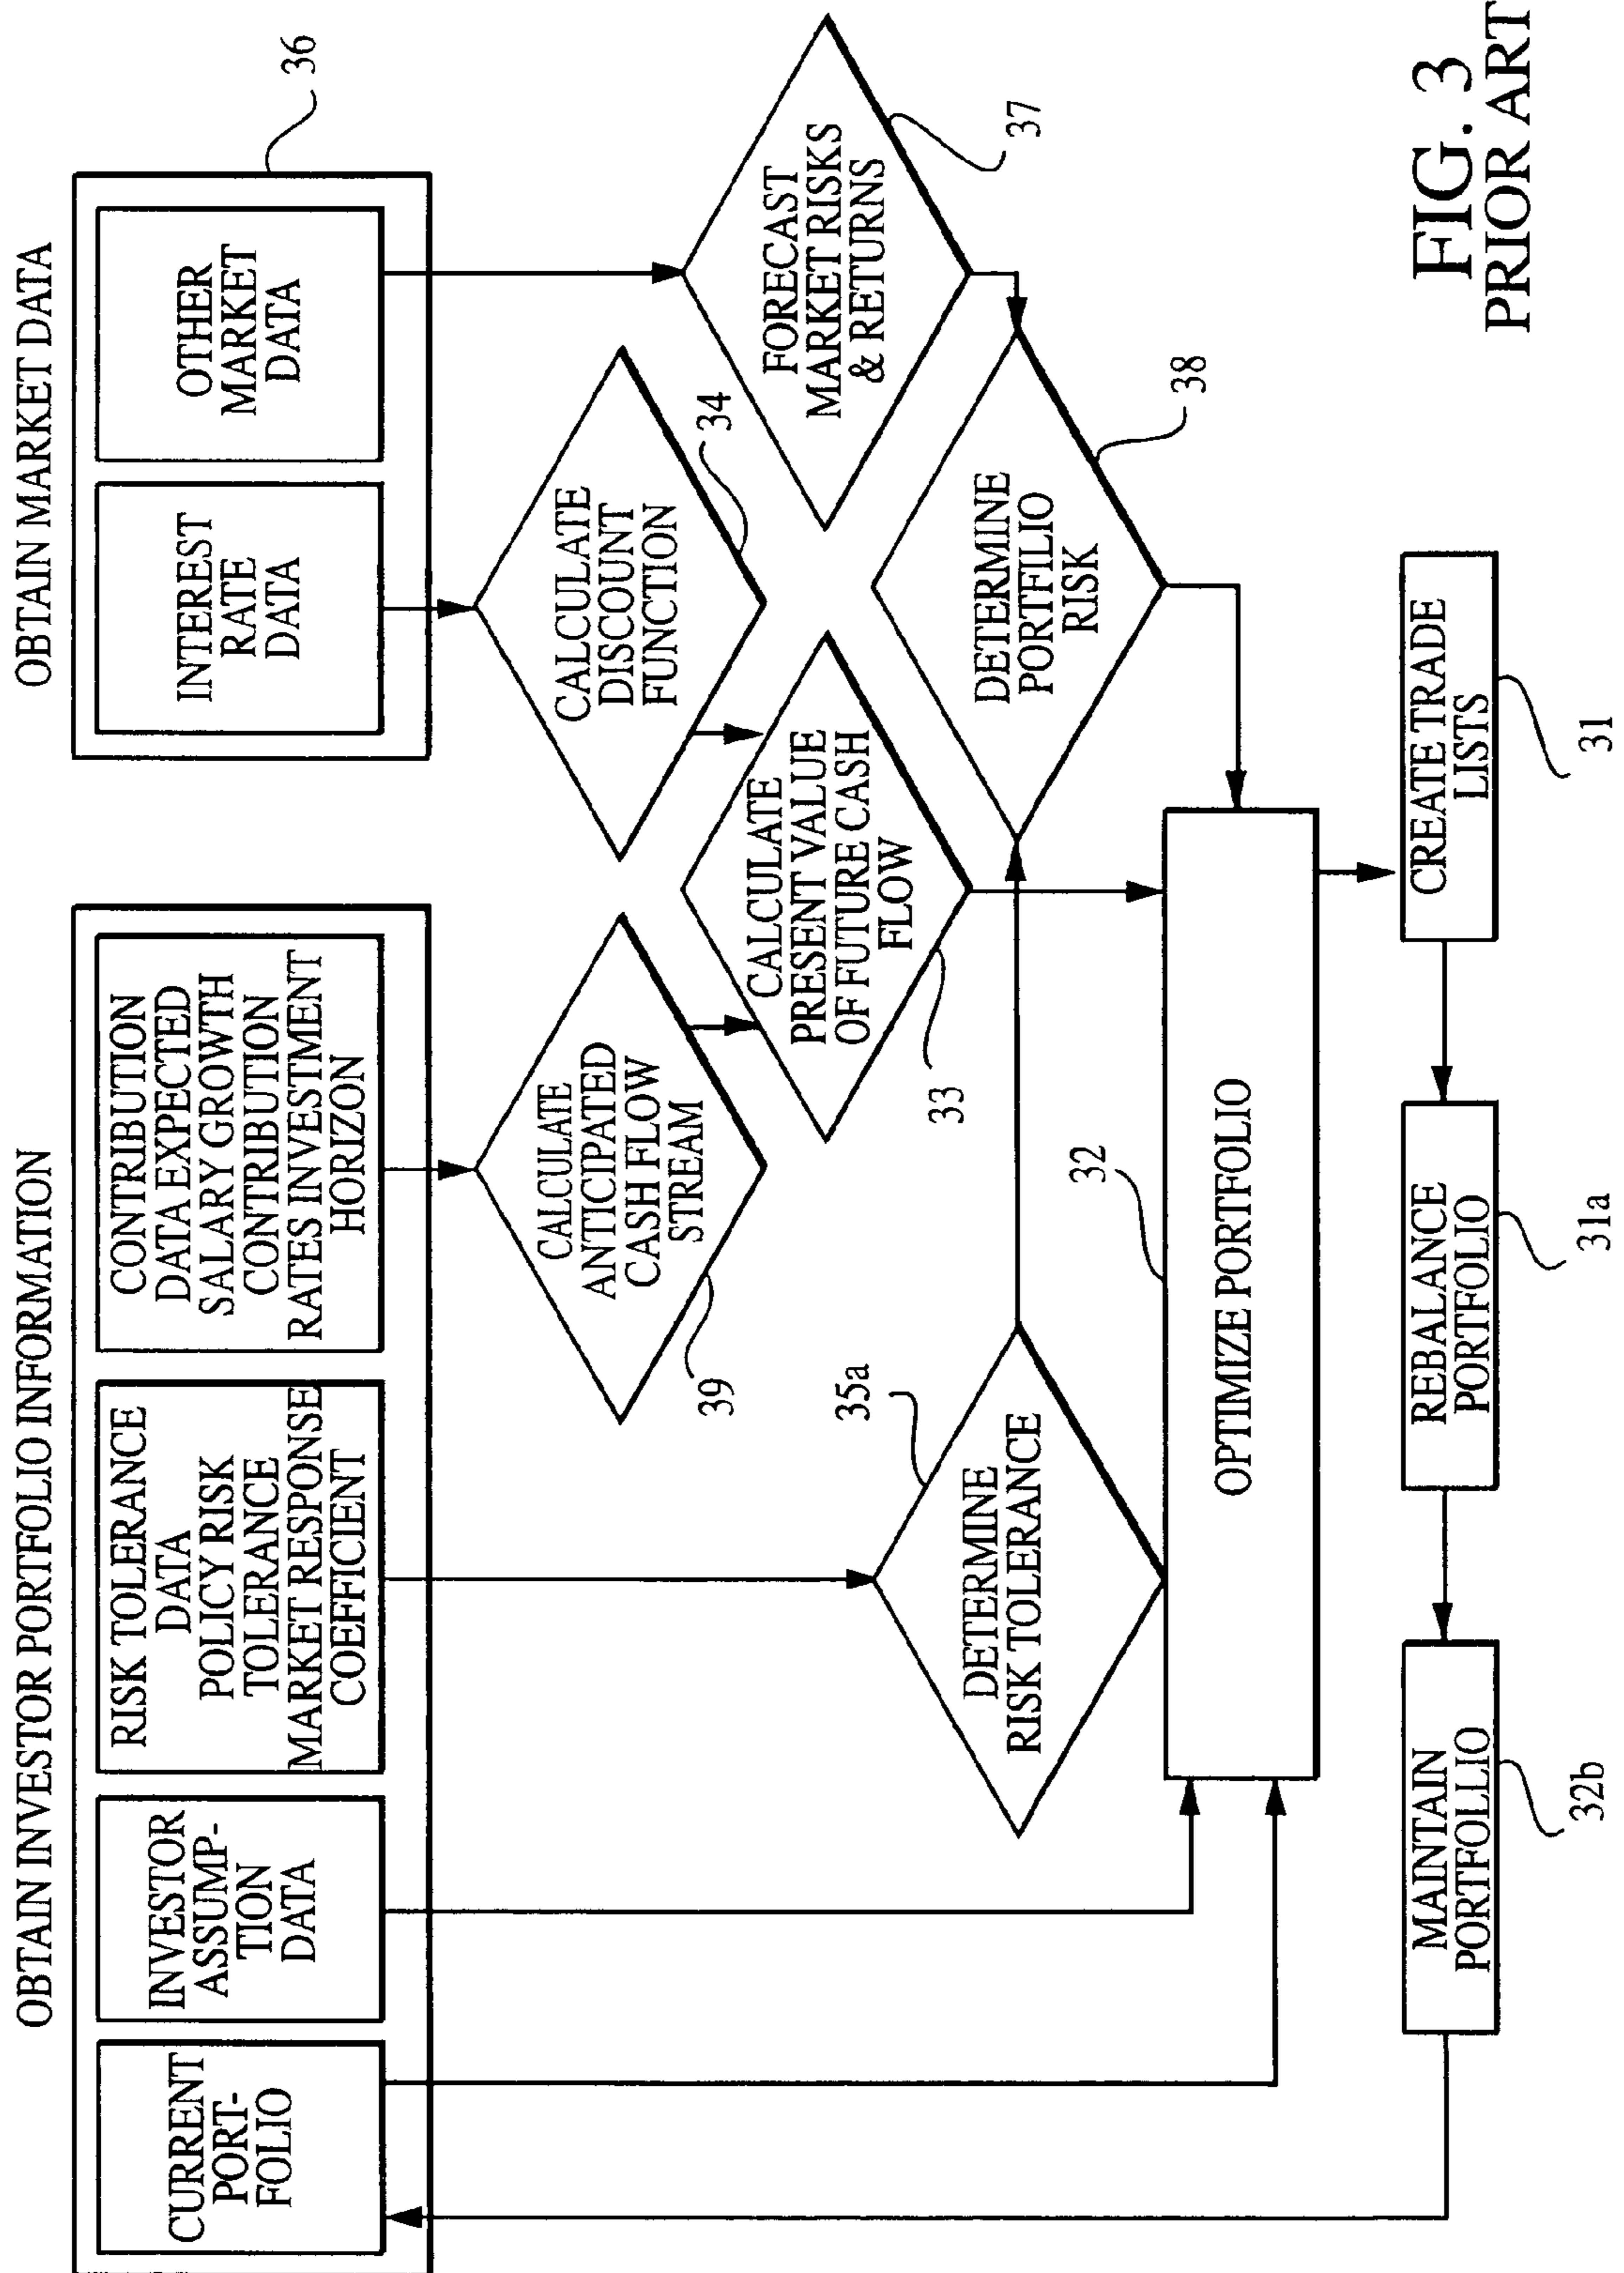 OBTAIN INVESTOR PORTFOLIO INFORMATION
CURRENT
PORT-
FOLIO
INVESTOR
ASSUMP-
TION
DATA
RISK TOLERANCE
DATA
POLICY RISK
TOLERANCE
MARKET RESPONSE
COEFFICIENT
CONTRIBUTION
DATA EXPECTED
SALARY GROWTH
CONTRIBUTION
RATES INVESTMENT
HORIZON
OBTAIN MARKET DATA
INTEREST
RATE
DATA
OTHER
MARKET
DATA
36
CALCULATE
ANTICIPATED
CASH FLOW
STREAM
39
CALCULATE
DISCOUNT
FUNCTION
34
CALCULATE
PRESENT VALUE
OF FUTURE CASH
FLOW
33
FORECAST
MARKET RISKS
& RETURNS
37
DETERMINE
RISK TOLERANCE
35a
DETERMINE
PORTFILIO
RISK
38
OPTIMIZE PORTFOLIO
32
MAINTAIN
PORTFOLLIO
32b
REBALANCE
PORTFOLIO
31a
CREATE TRADE
LISTS
31
FIG. 3
PRIOR ART